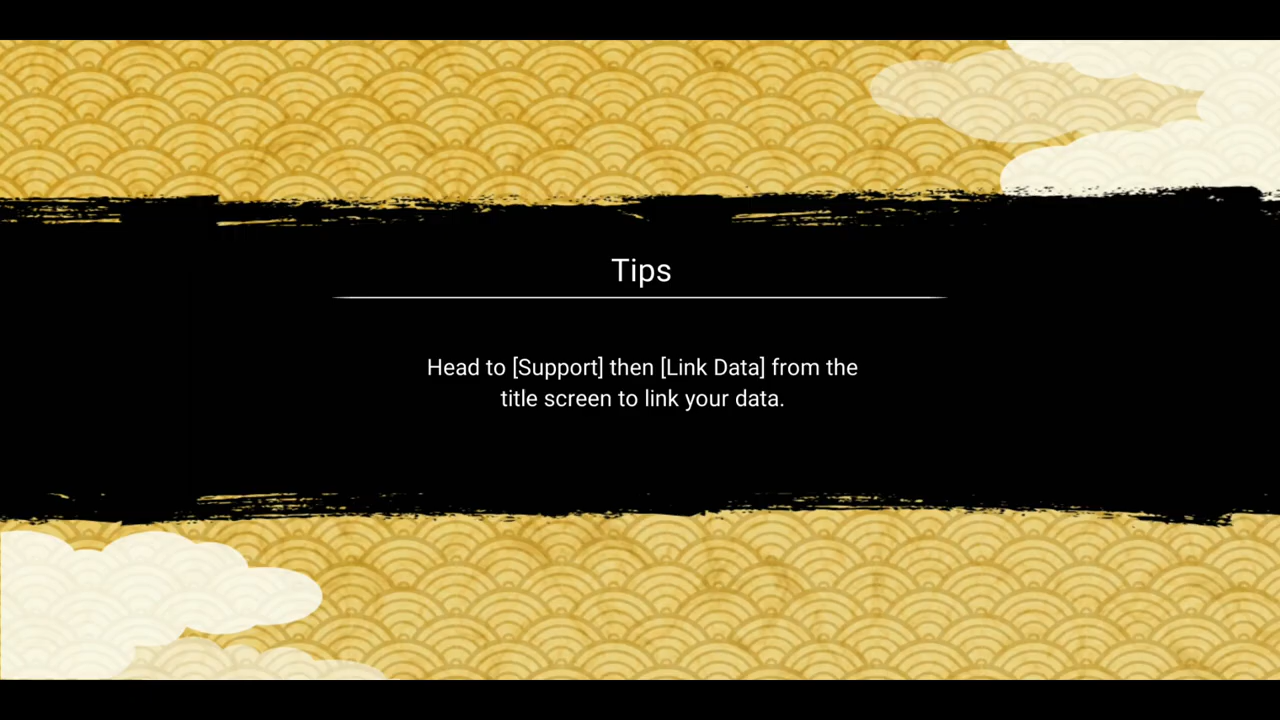 Tips
Head to [Support] then [Link Data] from the
title screen to link your data.